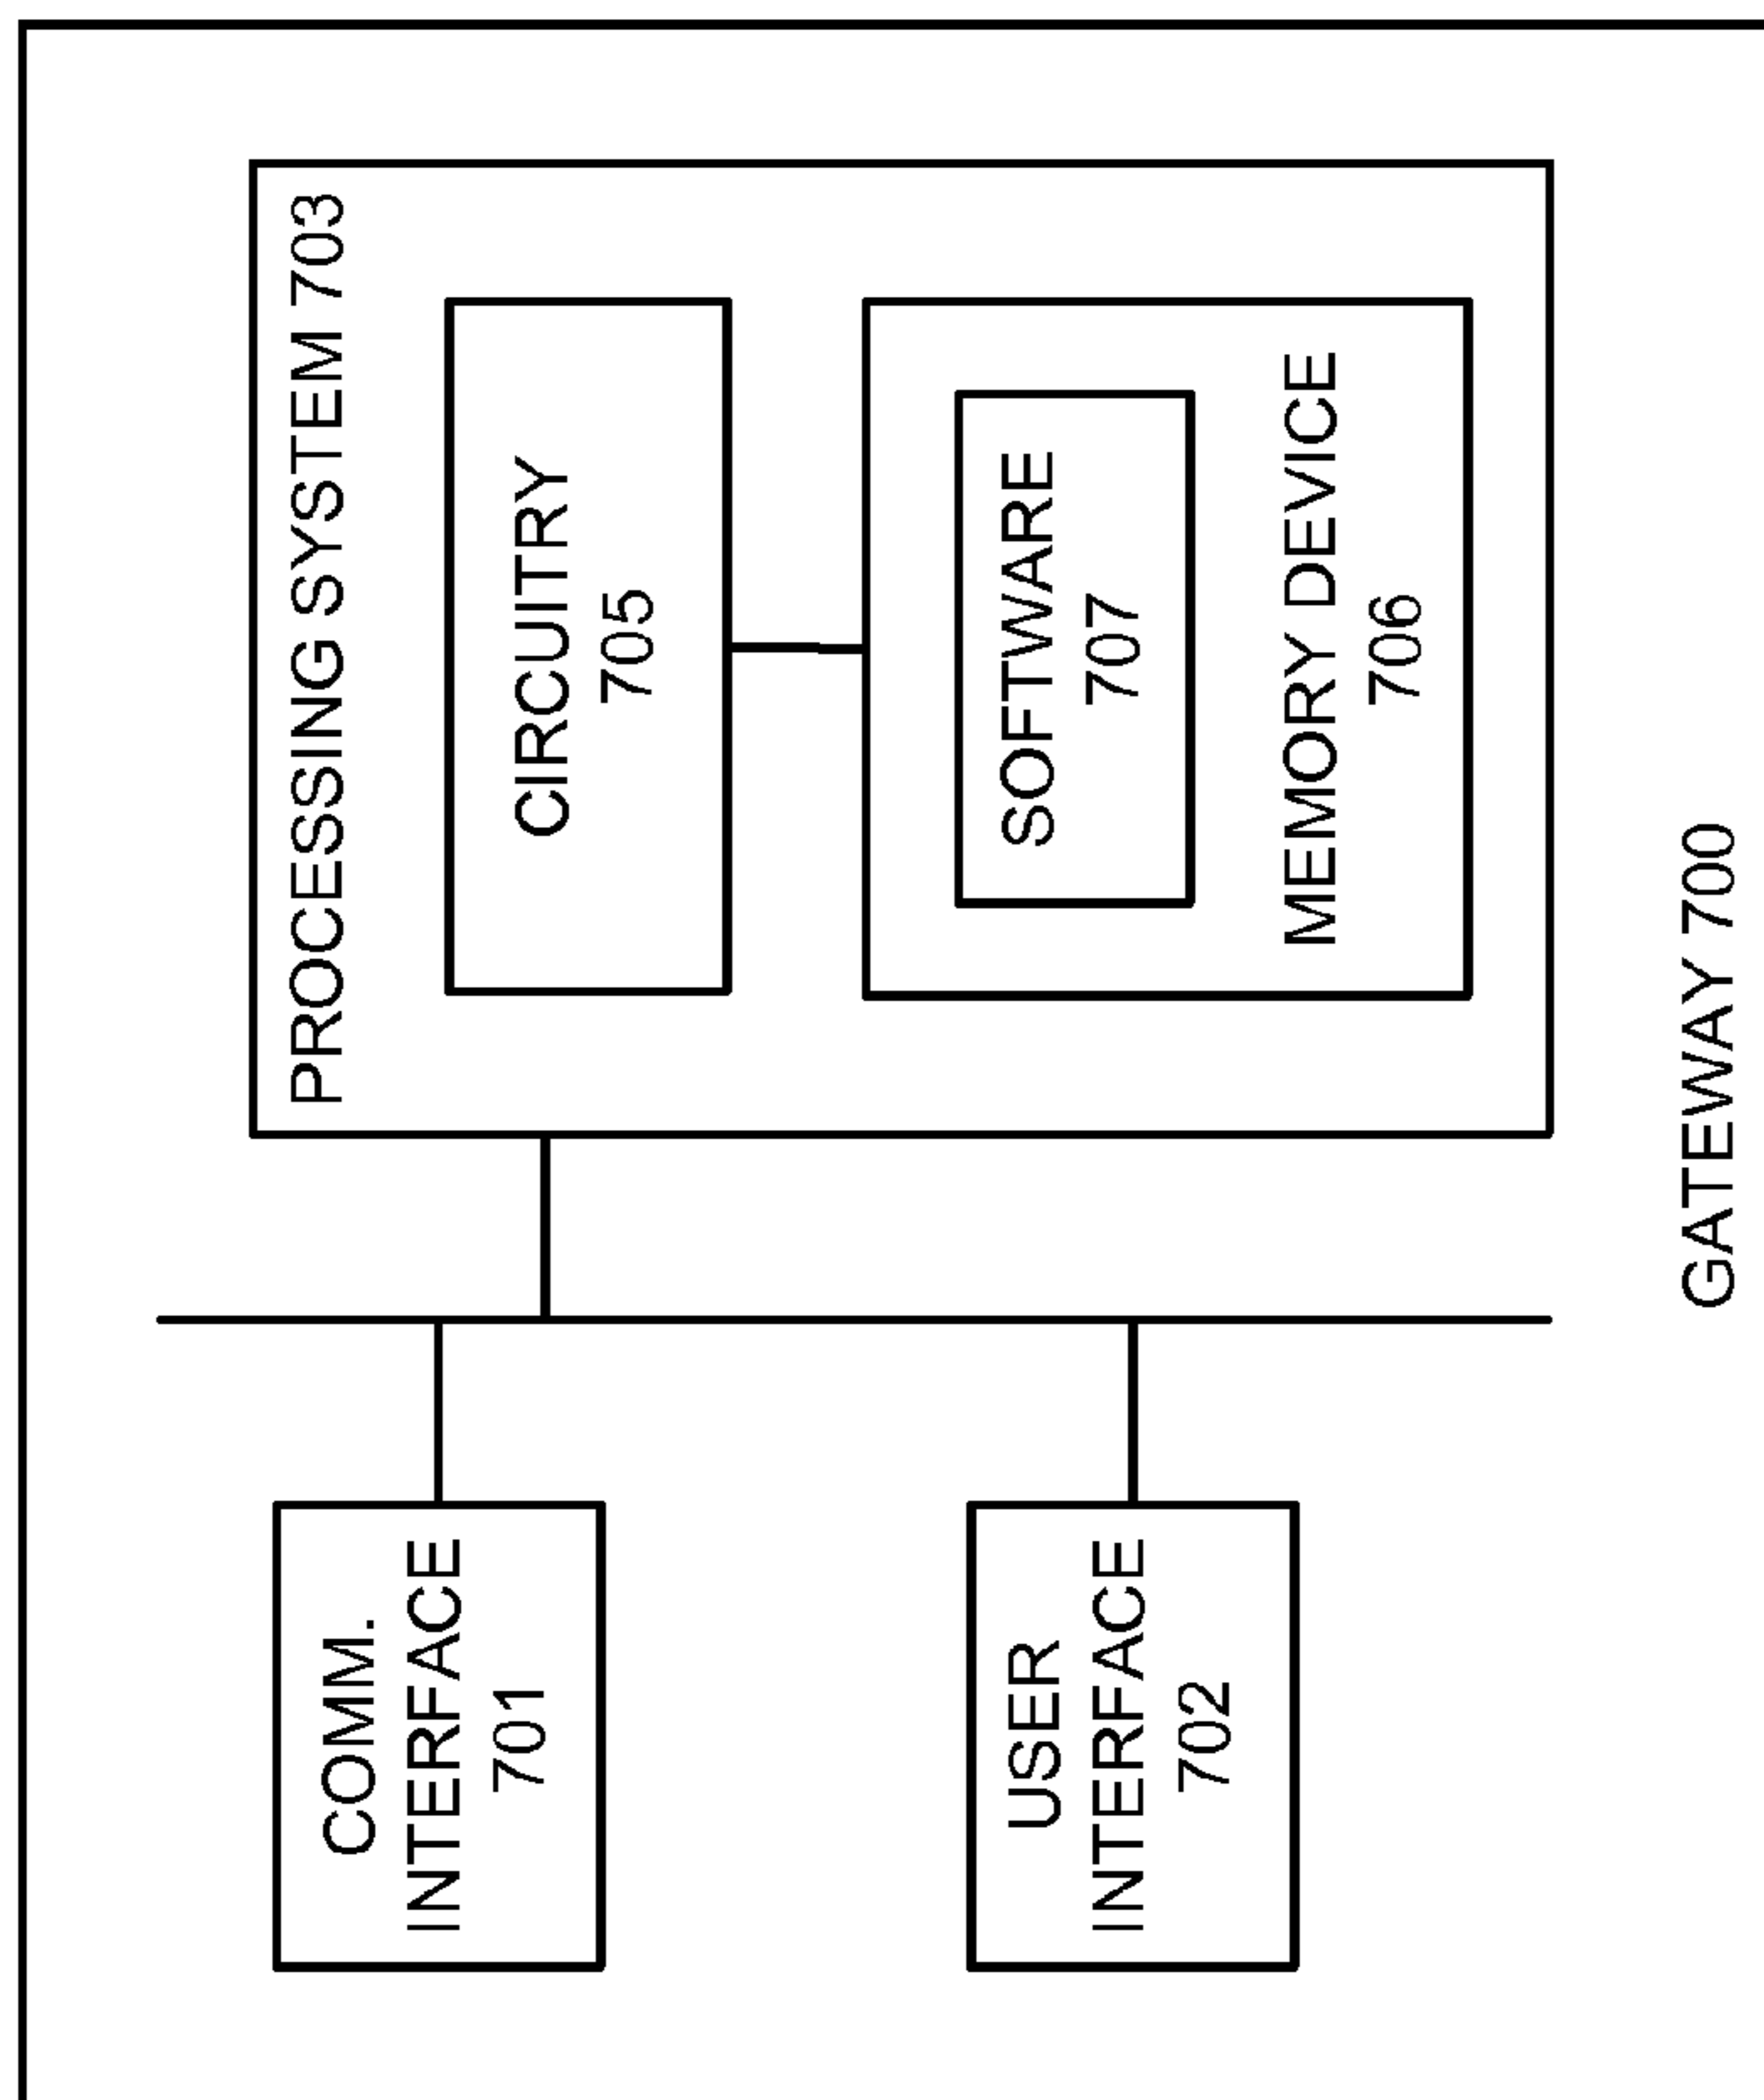 PROCESSING SYSTEM 703
CIRCUITRY
705
SOFTWARE
707
MEMORY DEVICE
706
COMM.
INTERFACE
701
USER
INTERFACE
702
GATEWAY 700